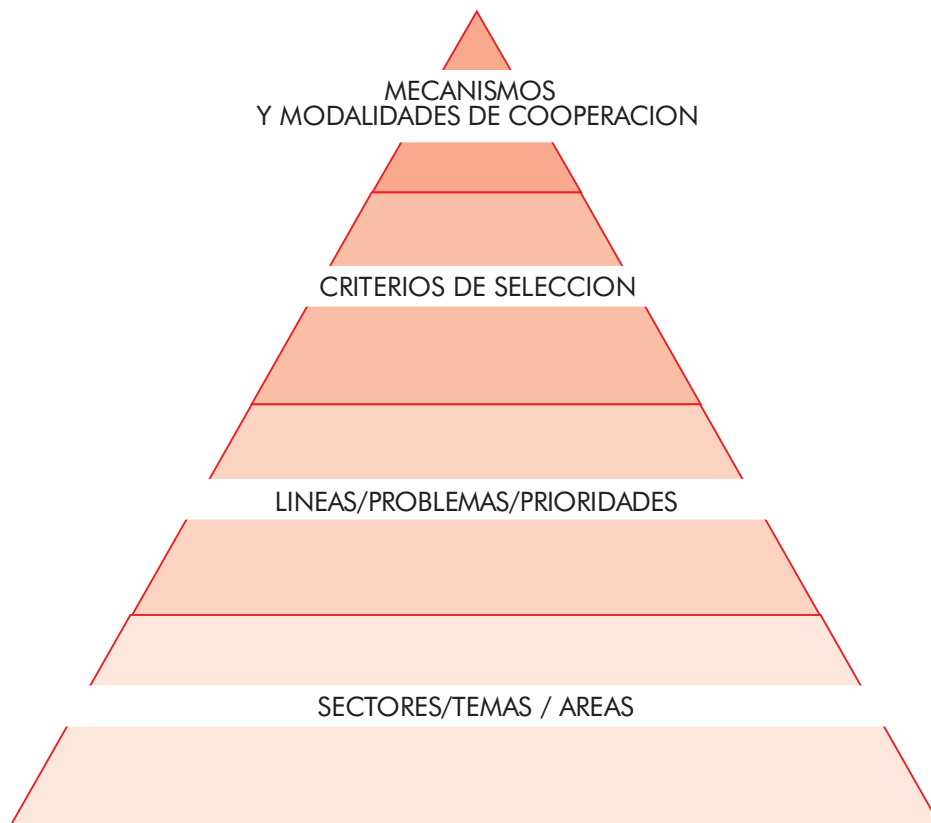 MECANISMOS
Y MODALIDADES DE COOPERACION
CRITERIOS DE SELECCION
LINEAS/PROBLEMAS/PRIORIDADES
SECTORES/TEMAS / AREAS